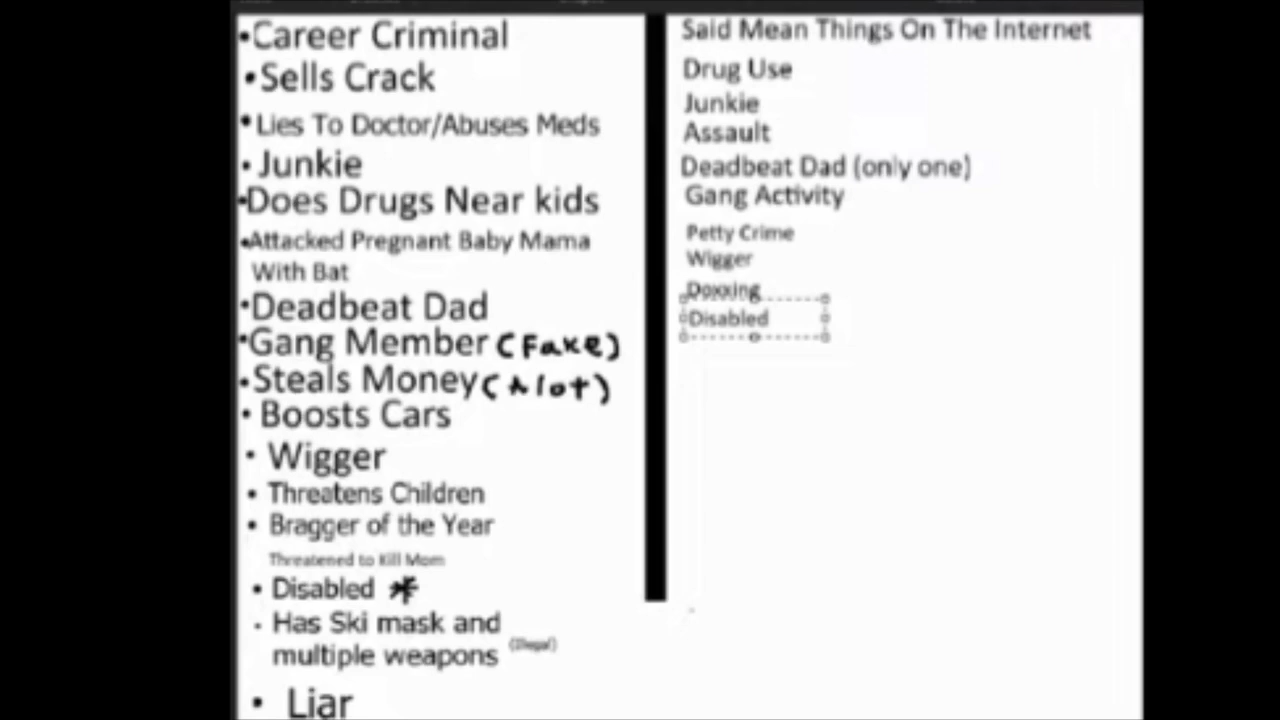 •Career Criminal
•Sells Crack
• Lies To Doctor/Abuses Meds
• Junkie
•Does Drugs Near kids
•Attacked Pregnant Baby Mama
With Bat
•Deadbeat Dad
•Gang Member (Fake)
•Steals Money (Alot)
• Boosts Cars
• Wigger
• Threatens Children
• Bragger of the Year
Threatened to Kill Mom
• Disabled *
• Has Ski mask and
multiple weapons (Illegal)
• Liar
Said Mean Things On The Internet
Drug Use
Junkie
Assault
Deadbeat Dad (only one)
Gang Activity
Petty Crime
Wigger
Doxxing
Disabled